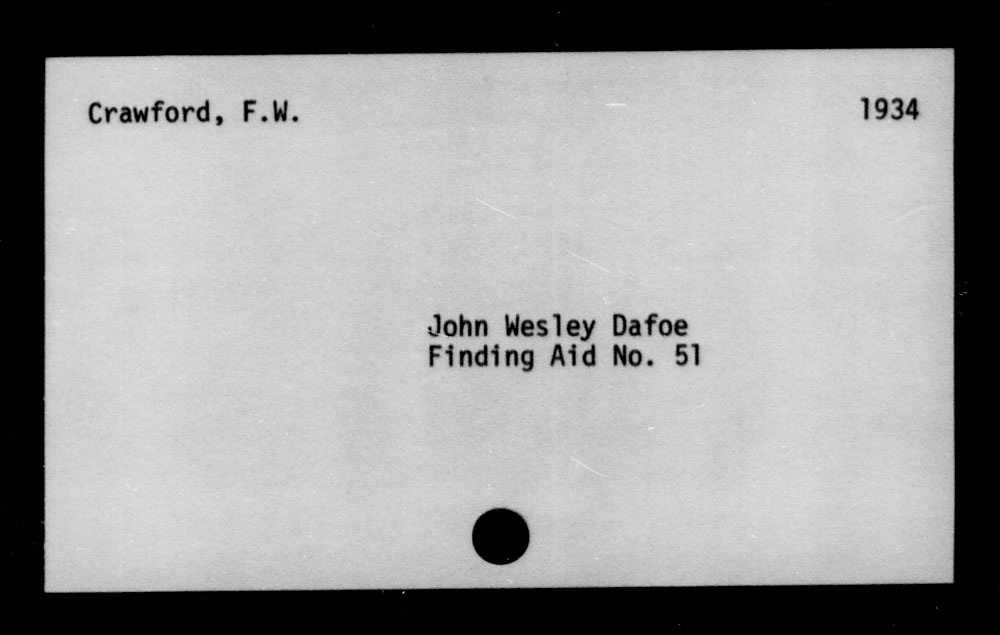 Crawford, F.W. 1934
John Wesley Dafoe
Finding Aid No. 51